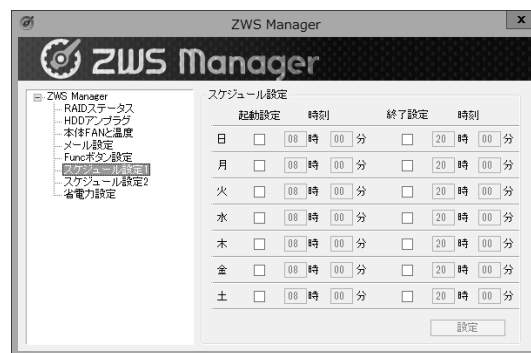 ZWS Manager
x
ZWS Manager
ZWS Manager
RAIDステータス
HDDアンプラグ
本体FANと温度
メール設定
Funcボタン設定
スケジュール設定1
スケジュール設定2
省電力設定
スケジュール設定
起動設定 時刻 終了設定 時刻
日 08 時 00 分 20 時 00 分
月 08 時 00 分 20 時 00 分
火 08 時 00 分 20 時 00 分
水 08 時 00 分 20 時 00 分
木 08 時 00 分 20 時 00 分
金 08 時 00 分 20 時 00 分
土 08 時 00 分 20 時 00 分
設定